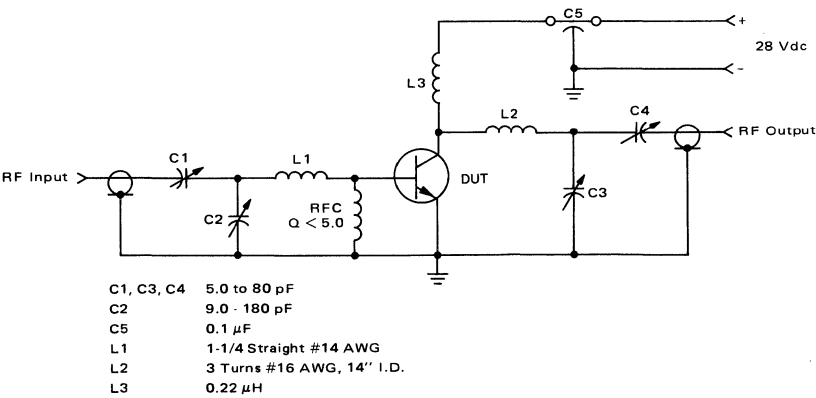 C5
+
28 Vdc
–
L3
L2
C4
RF Output
C1
L1
RF Input
DUT
C2
RFC
Q < 5.0
C3
C1, C3, C4 5.0 to 80 pF
C2 9.0 - 180 pF
C5 0.1 μF
L1 1-1/4 Straight #14 AWG
L2 3 Turns #16 AWG, 14″ I.D.
L3 0.22 μH